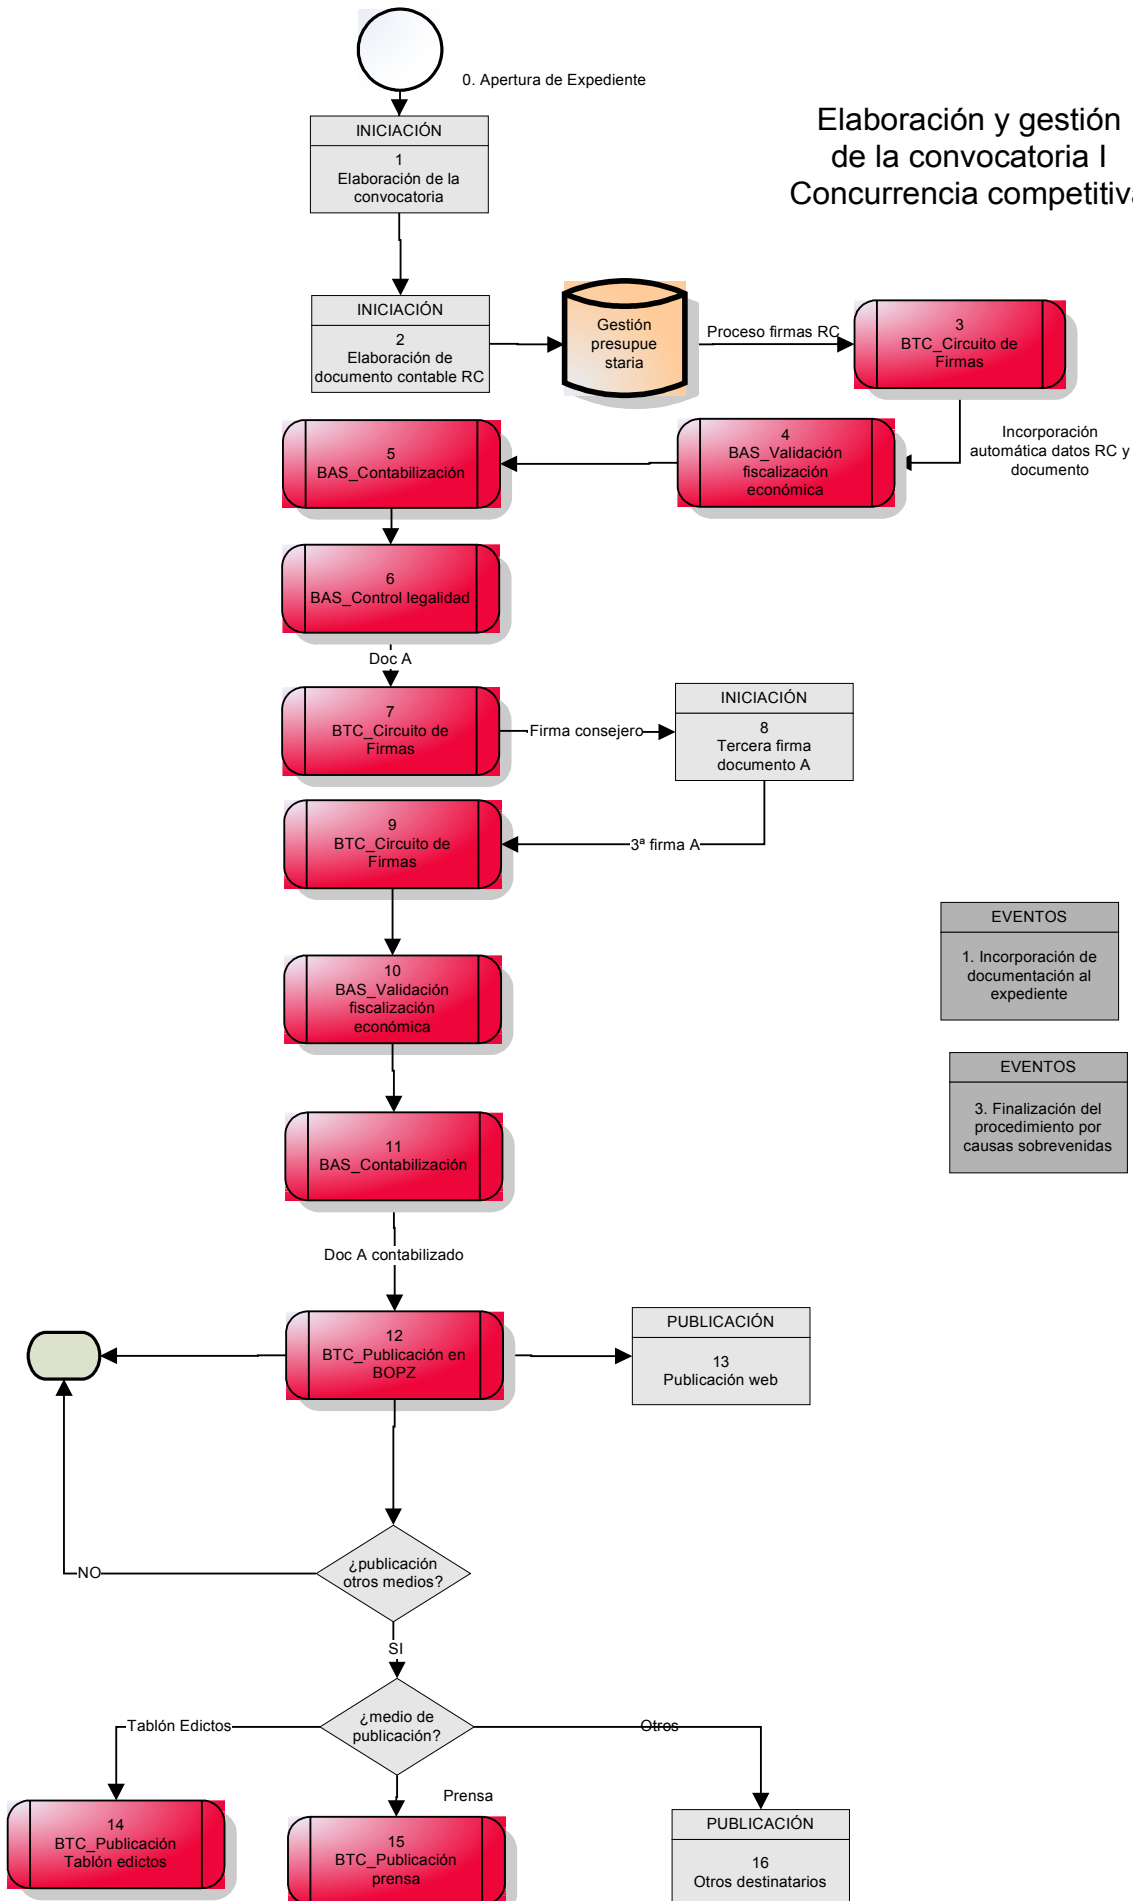 0. Apertura de Expediente
Elaboración y gestión
de la convocatoria I
Concurrencia competitiva
INICIACIÓN
1
Elaboración de la
convocatoria
INICIACIÓN
2
Elaboración de
documento contable RC
Gestión
presupue
staria
Proceso firmas RC
3
BTC_Circuito de
Firmas
Incorporación
automática datos RC y
documento
4
BAS_Validación
fiscalización
económica
5
BAS_Contabilización
6
BAS_Control legalidad
Doc A
7
BTC_Circuito de
Firmas
Firma consejero
INICIACIÓN
8
Tercera firma
documento A
9
BTC_Circuito de
Firmas
3ª firma A
10
BAS_Validación
fiscalización
económica
EVENTOS
1. Incorporación de
documentación al
expediente
EVENTOS
3. Finalización del
procedimiento por
causas sobrevenidas
11
BAS_Contabilización
Doc A contabilizado
12
BTC_Publicación en
BOPZ
PUBLICACIÓN
13
Publicación web
¿publicación
otros medios?
NO
SI
¿medio de
publicación?
Tablón Edictos
Otros
Prensa
14
BTC_Publicación
Tablón edictos
15
BTC_Publicación
prensa
PUBLICACIÓN
16
Otros destinatarios